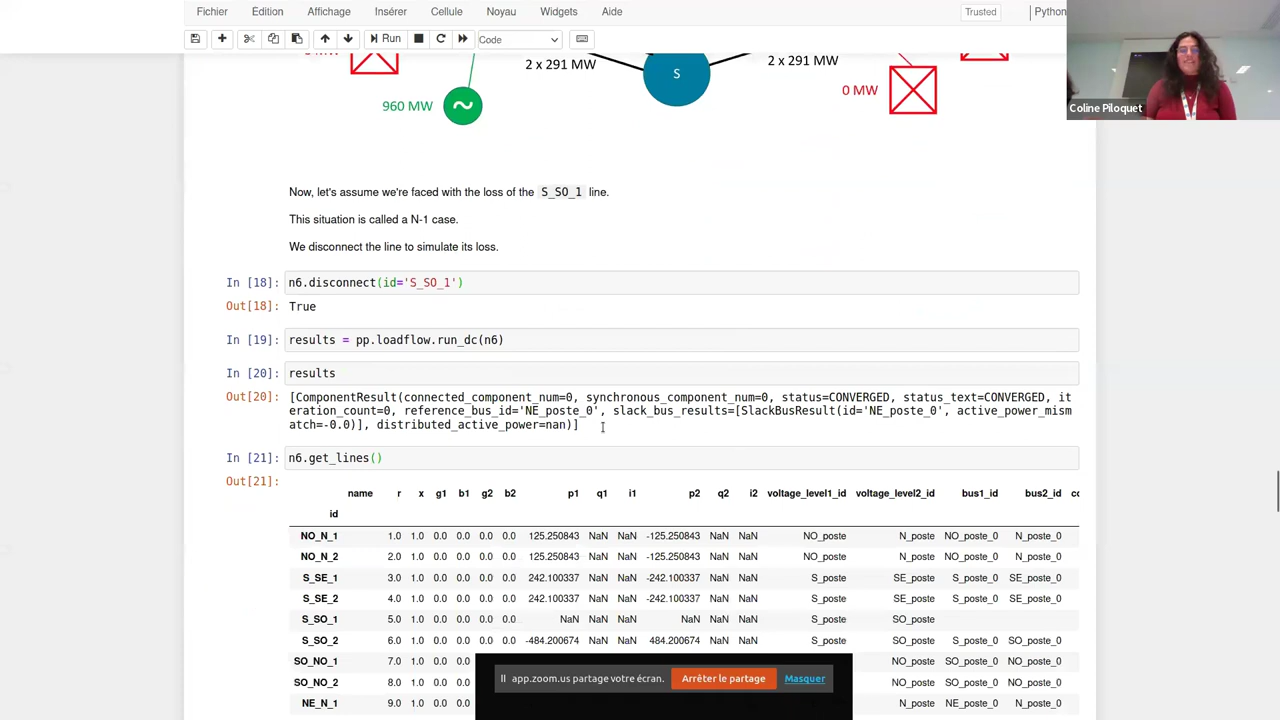 Fichier Édition Affichage Insérer Cellule Noyau Widgets Aide Trusted Python
Run Code
2 x 291 MW S 2 x 291 MW
960 MW ~ 0 MW
Coline Piloquet
Now, let's assume we're faced with the loss of the S_SO_1 line.
This situation is called a N-1 case.
We disconnect the line to simulate its loss.
In [18]: n6.disconnect(id='S_SO_1')
Out[18]: True
In [19]: results = pp.loadflow.run_dc(n6)
In [20]: results
Out[20]: [ComponentResult(connected_component_num=0, synchronous_component_num=0, status=CONVERGED, status_text=CONVERGED, it
eration_count=0, reference_bus_id='NE_poste_0', slack_bus_results=[SlackBusResult(id='NE_poste_0', active_power_mism
atch=-0.0)], distributed_active_power=nan)]
In [21]: n6.get_lines()
Out[21]:
name r x g1 b1 g2 b2 p1 q1 i1 p2 q2 i2 voltage_level1_id voltage_level2_id bus1_id bus2_id
id
NO_N_1 1.0 1.0 0.0 0.0 0.0 0.0 125.250843 NaN NaN -125.250843 NaN NaN NO_poste N_poste NO_poste_0 N_poste_0
NO_N_2 2.0 1.0 0.0 0.0 0.0 0.0 125.250843 NaN NaN -125.250843 NaN NaN NO_poste N_poste NO_poste_0 N_poste_0
S_SE_1 3.0 1.0 0.0 0.0 0.0 0.0 242.100337 NaN NaN -242.100337 NaN NaN S_poste SE_poste S_poste_0 SE_poste_0
S_SE_2 4.0 1.0 0.0 0.0 0.0 0.0 242.100337 NaN NaN -242.100337 NaN NaN S_poste SE_poste S_poste_0 SE_poste_0
S_SO_1 5.0 1.0 0.0 0.0 0.0 0.0 NaN NaN NaN NaN NaN NaN S_poste SO_poste
S_SO_2 6.0 1.0 0.0 0.0 0.0 0.0 -484.200674 NaN NaN 484.200674 NaN NaN S_poste SO_poste S_poste_0 SO_poste_0
SO_NO_1 7.0 1.0 0.0 NO_poste SO_poste_0 NO_poste_0
SO_NO_2 8.0 1.0 0.0 NO_poste SO_poste_0 NO_poste_0
NE_N_1 9.0 1.0 0.0 N_poste NE_poste_0 N_poste_0
app.zoom.us partage votre écran. Arrêter le partage Masquer